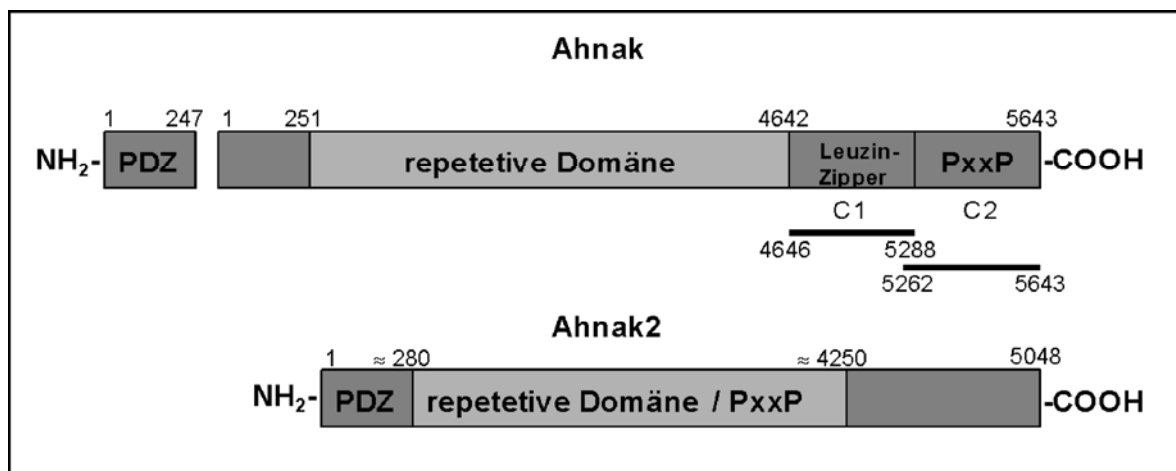 Ahnak
1 247 1 251 4642 5643
NH₂- PDZ repetetive Domäne Leuzin- PxxP -COOH
Zipper
C1 C2
4646 5288
5262 5643
Ahnak2
1 ≈ 280 ≈ 4250 5048
NH₂- PDZ repetetive Domäne / PxxP -COOH